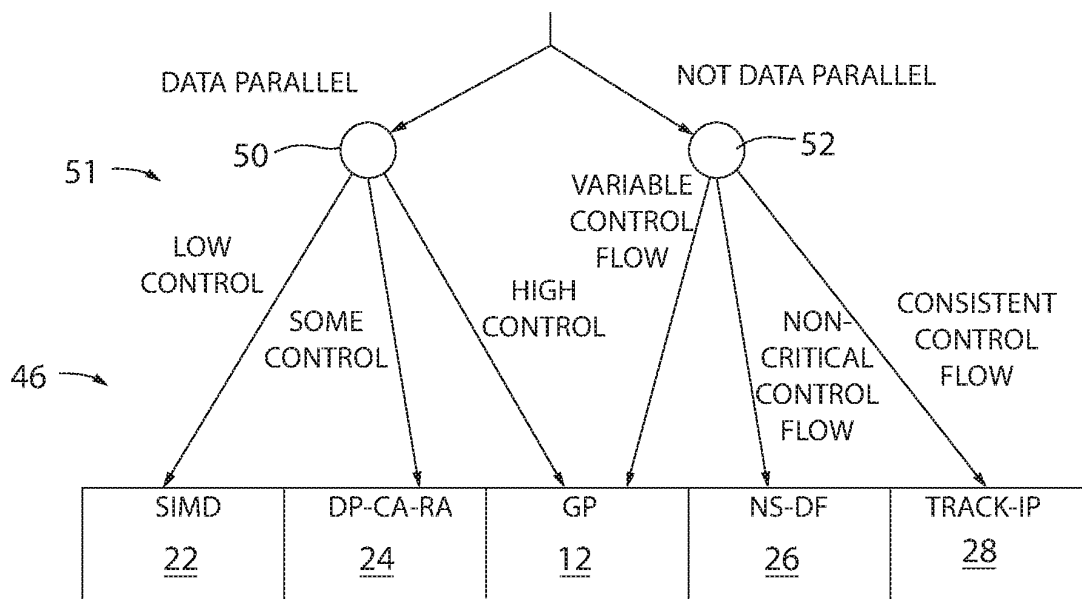 DATA PARALLEL
NOT DATA PARALLEL
50
52
51
VARIABLE
CONTROL
FLOW
LOW
CONTROL
HIGH
CONTROL
SOME
CONTROL
NON-
CRITICAL
CONTROL
FLOW
CONSISTENT
CONTROL
FLOW
46
SIMD
DP-CA-RA
GP
NS-DF
TRACK-IP
22
24
12
26
28